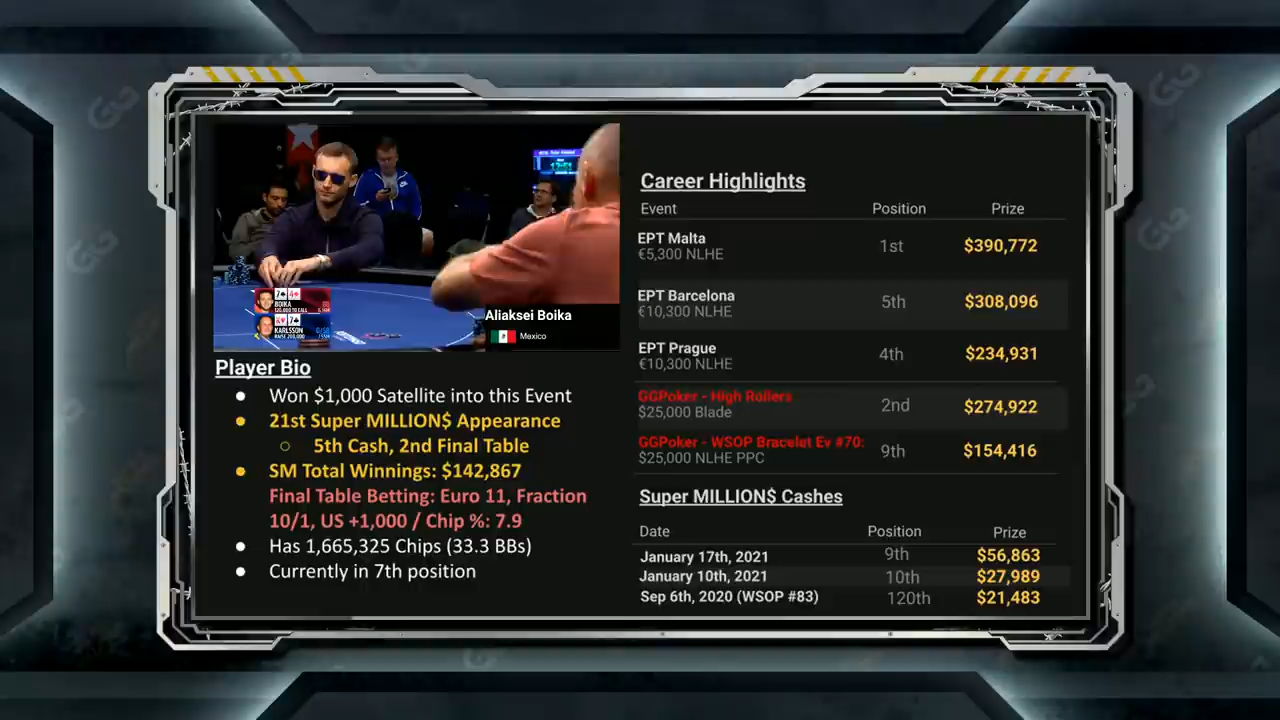 BOIKA
KARLSSON
Aliaksei Boika
Mexico
Player Bio
● Won $1,000 Satellite into this Event
● 21st Super MILLION$ Appearance
○ 5th Cash, 2nd Final Table
● SM Total Winnings: $142,867
Final Table Betting: Euro 11, Fraction
10/1, US +1,000 / Chip %: 7.9
● Has 1,665,325 Chips (33.3 BBs)
● Currently in 7th position
Career Highlights
Event Position Prize
EPT Malta
€5,300 NLHE 1st $390,772
EPT Barcelona
€10,300 NLHE 5th $308,096
EPT Prague
€10,300 NLHE 4th $234,931
GGPoker - High Rollers
$25,000 Blade 2nd $274,922
GGPoker - WSOP Bracelet Ev #70:
$25,000 NLHE PPC 9th $154,416
Super MILLION$ Cashes
Date Position Prize
January 17th, 2021 9th $56,863
January 10th, 2021 10th $27,989
Sep 6th, 2020 (WSOP #83) 120th $21,483